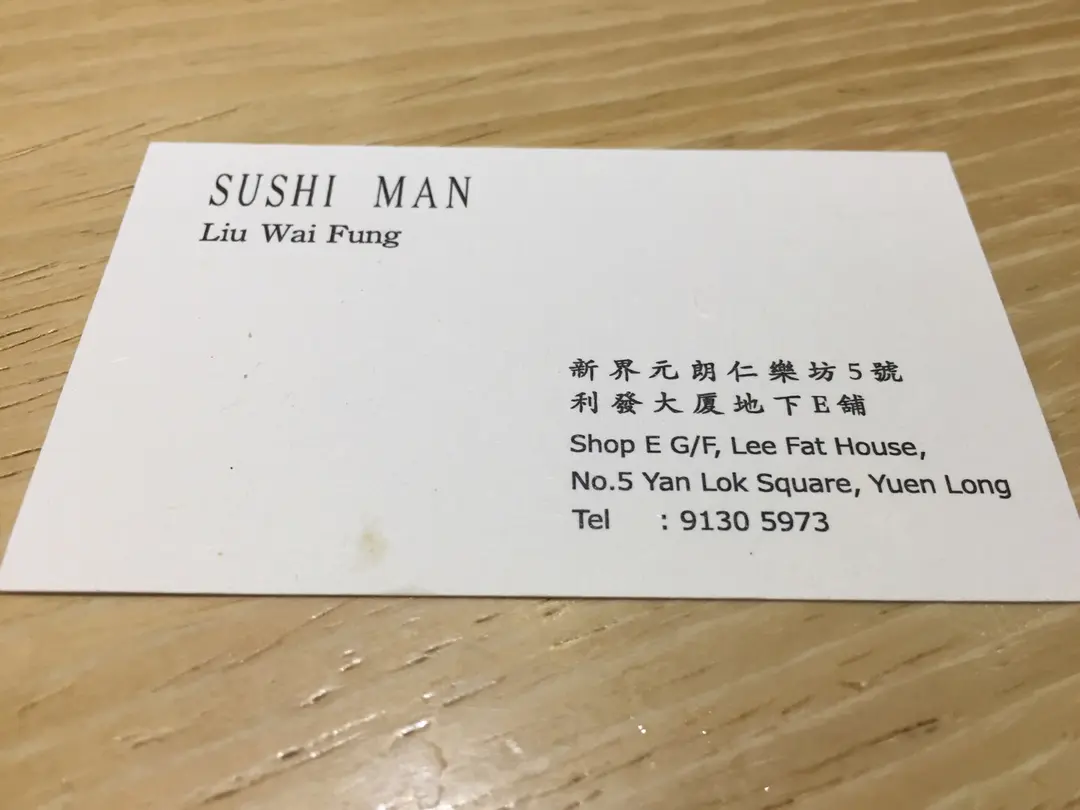 SUSHI MAN
Liu Wai Fung
新界元朗仁樂坊5號
利發大厦地下E舖
Shop E G/F, Lee Fat House,
No.5 Yan Lok Square, Yuen Long
Tel : 9130 5973